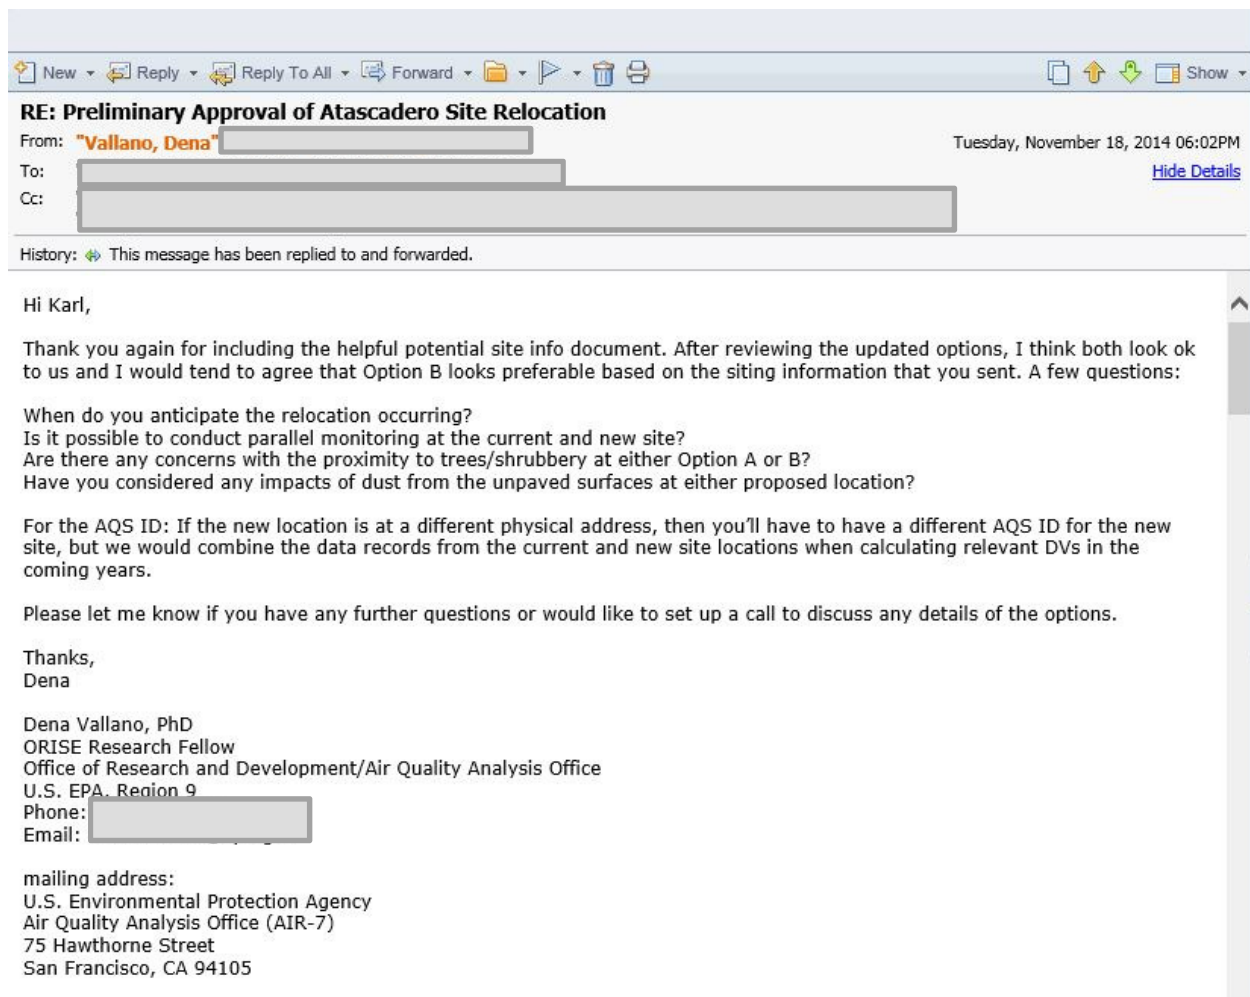 New Reply Reply To All Forward Show
RE: Preliminary Approval of Atascadero Site Relocation
From: "Vallano, Dena" Tuesday, November 18, 2014 06:02PM
To: Hide Details
Cc:
History: This message has been replied to and forwarded.
Hi Karl,
Thank you again for including the helpful potential site info document. After reviewing the updated options, I think both look ok
to us and I would tend to agree that Option B looks preferable based on the siting information that you sent. A few questions:
When do you anticipate the relocation occurring?
Is it possible to conduct parallel monitoring at the current and new site?
Are there any concerns with the proximity to trees/shrubbery at either Option A or B?
Have you considered any impacts of dust from the unpaved surfaces at either proposed location?
For the AQS ID: If the new location is at a different physical address, then you'll have to have a different AQS ID for the new
site, but we would combine the data records from the current and new site locations when calculating relevant DVs in the
coming years.
Please let me know if you have any further questions or would like to set up a call to discuss any details of the options.
Thanks,
Dena
Dena Vallano, PhD
ORISE Research Fellow
Office of Research and Development/Air Quality Analysis Office
U.S. EPA, Region 9
Phone:
Email:
mailing address:
U.S. Environmental Protection Agency
Air Quality Analysis Office (AIR-7)
75 Hawthorne Street
San Francisco, CA 94105